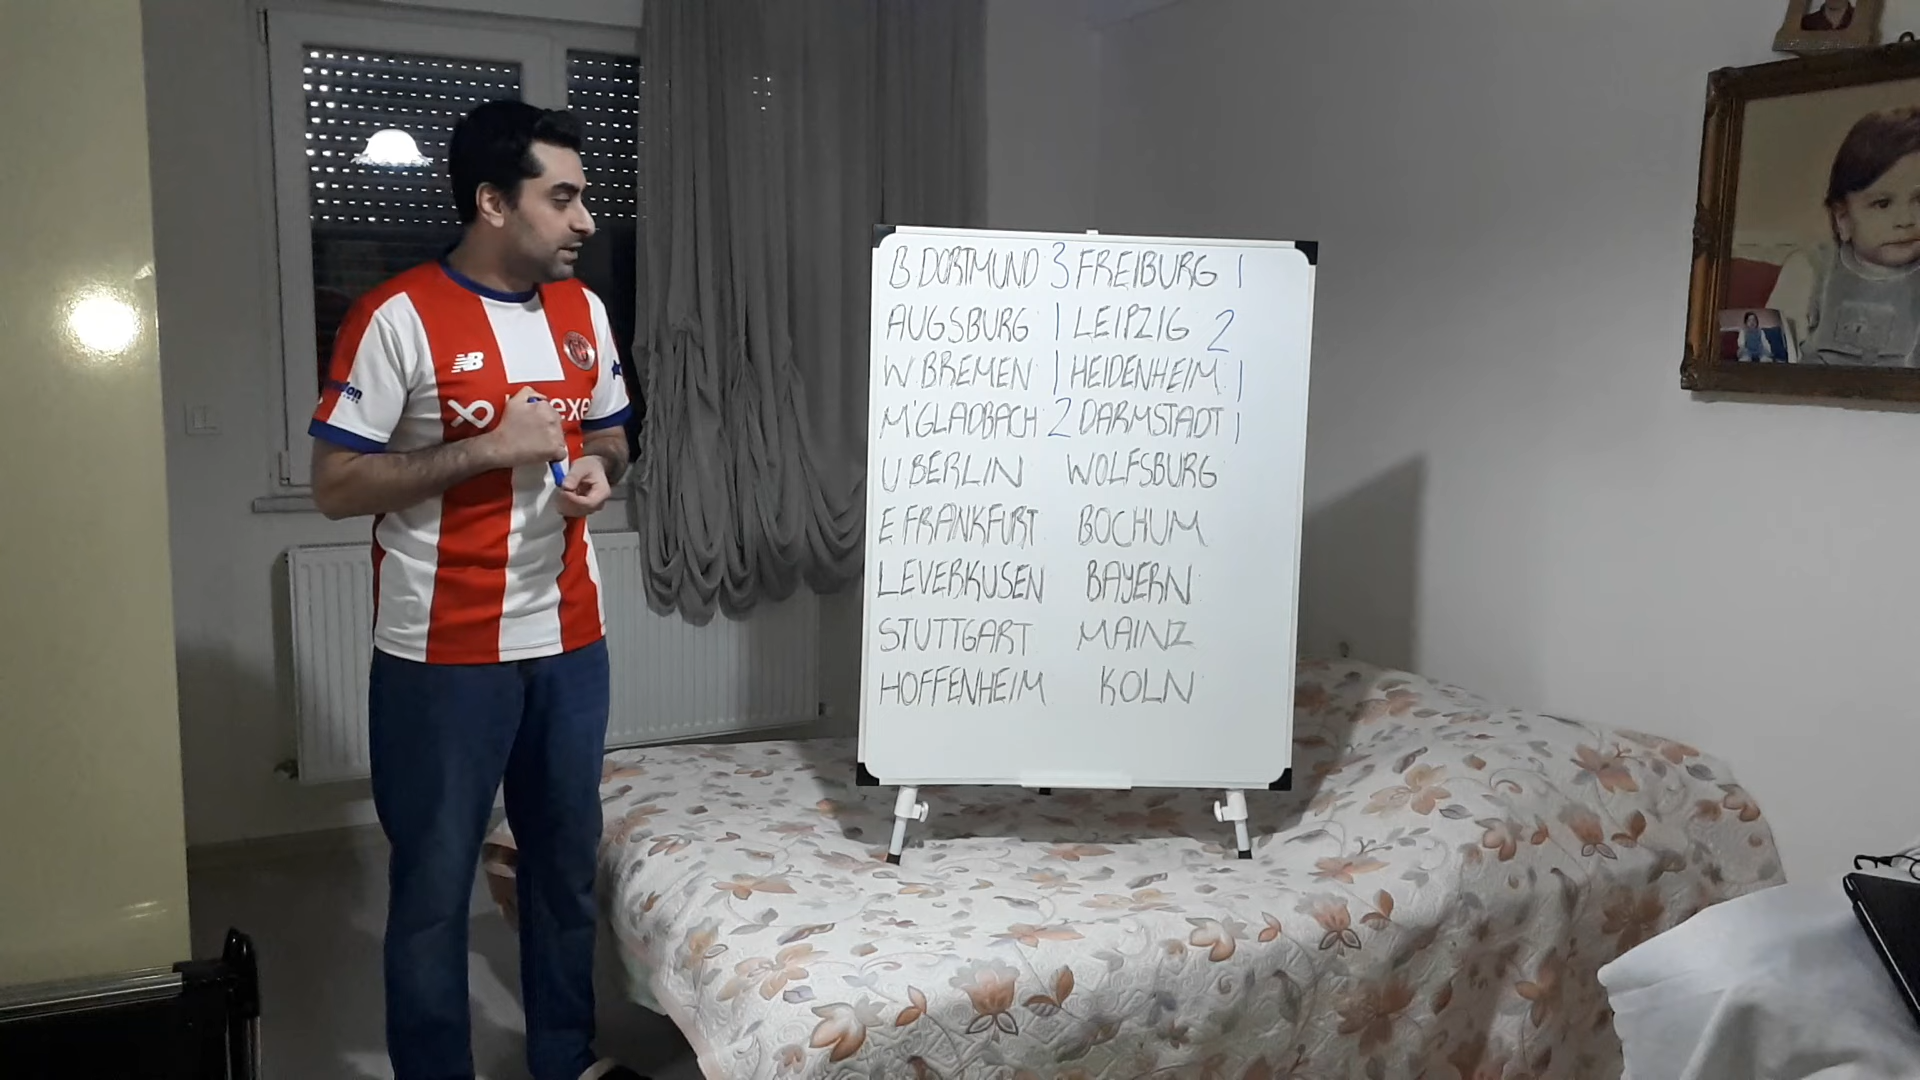 B DORTMUND 3 FREIBURG 1
AUGSBURG 1 LEIPZIG 2
W BREMEN 1 HEIDENHEIM 1
M'GLADBACH 2 DARMSTADT 1
U BERLIN WOLFSBURG
E FRANKFURT BOCHUM
LEVERKUSEN BAYERN
STUTTGART MAINZ
HOFFENHEIM KOLN
NB